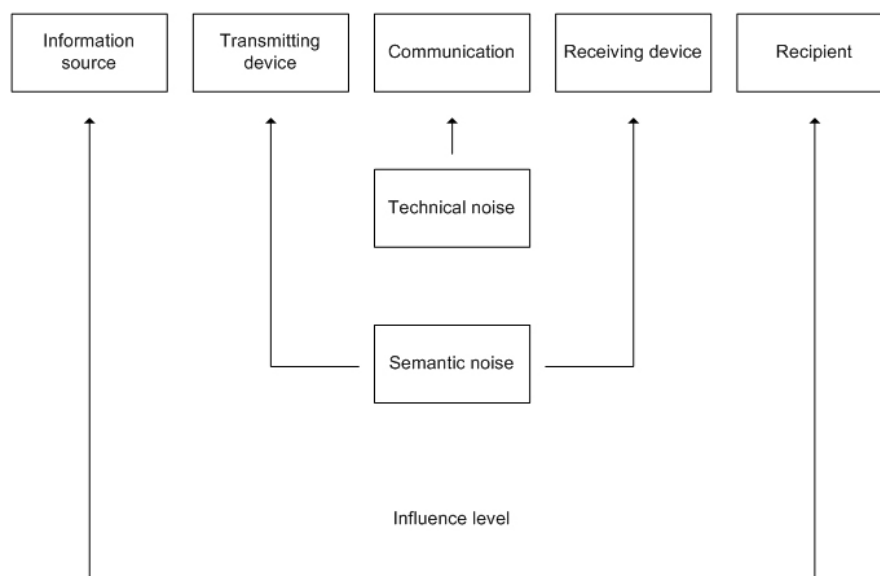 Information
source
Transmitting
device
Communication
Receiving device
Recipient
Technical noise
Semantic noise
Influence level